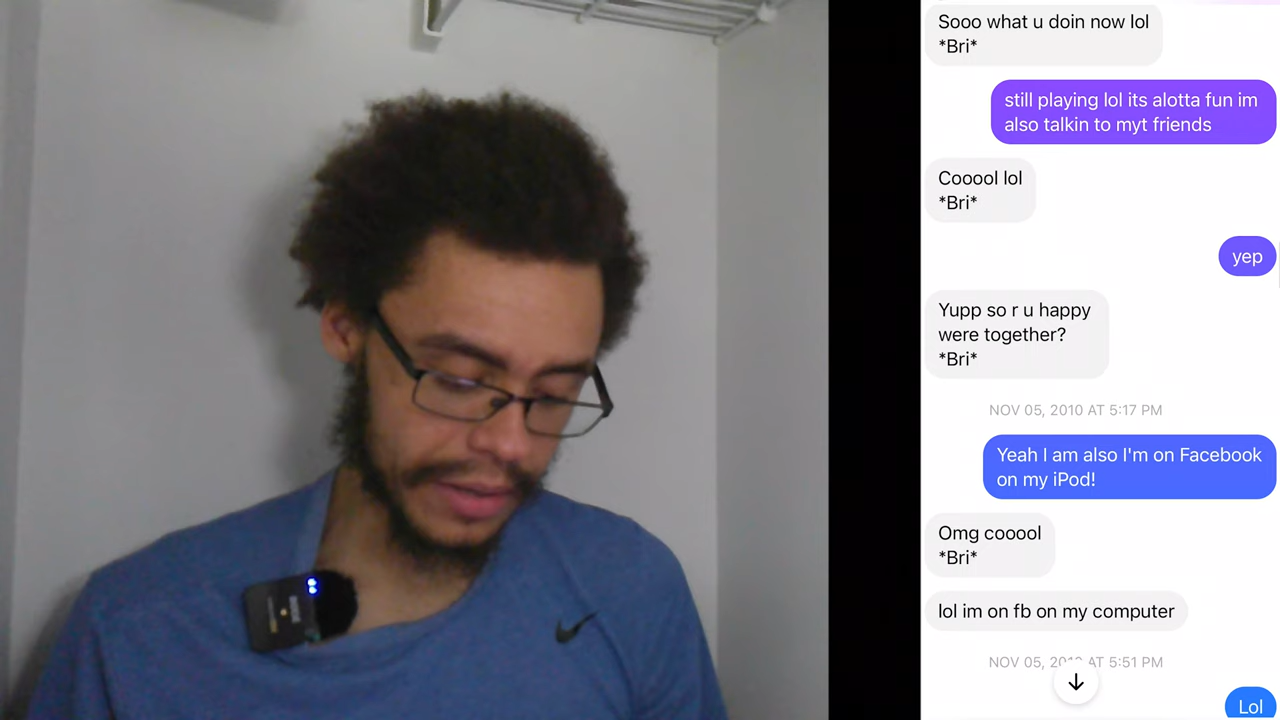 Sooo what u doin now lol
*Bri*
still playing lol its alotta fun im
also talkin to myt friends
Cooool lol
*Bri*
yep
Yupp so r u happy
were together?
*Bri*
NOV 05, 2010 AT 5:17 PM
Yeah I am also I'm on Facebook
on my iPod!
Omg cooool
*Bri*
lol im on fb on my computer
NOV 05, 2010 AT 5:51 PM
Lol